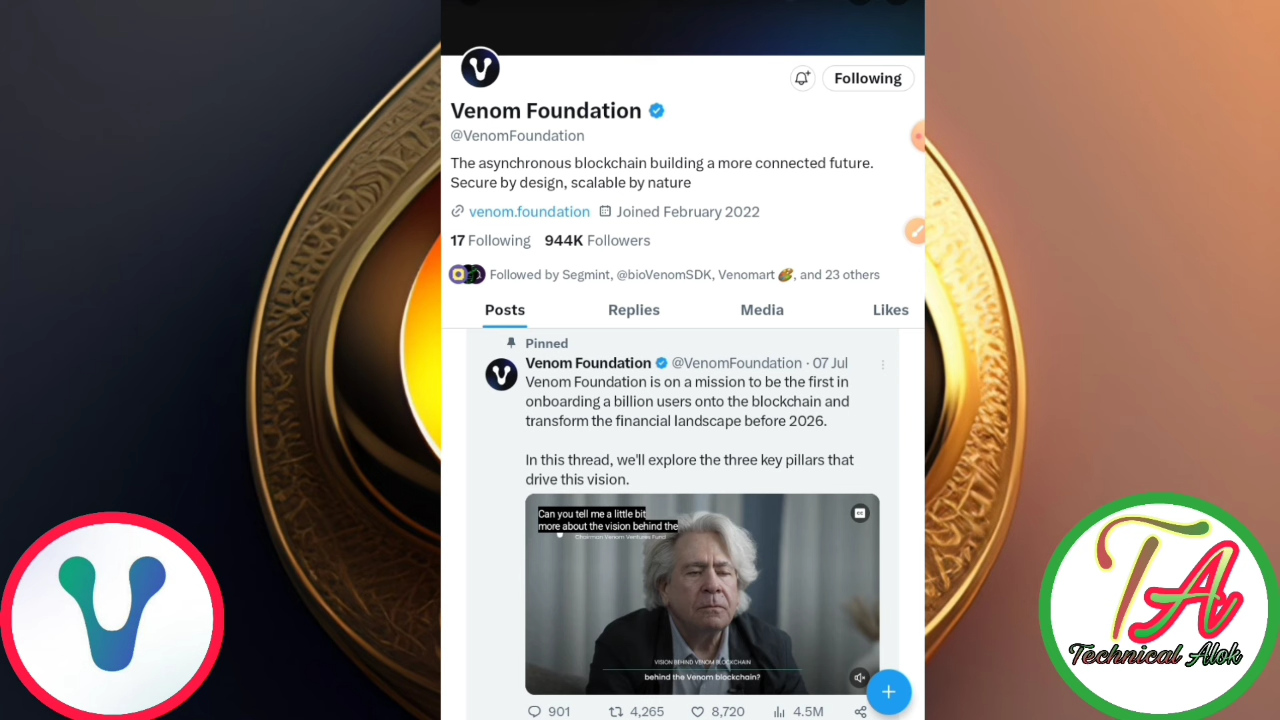 Following
Venom Foundation
@VenomFoundation
The asynchronous blockchain building a more connected future.
Secure by design, scalable by nature
venom.foundation Joined February 2022
17 Following 944K Followers
Followed by Segmint, @bioVenomSDK, Venomart 🎨, and 23 others
Posts Replies Media Likes
Pinned
Venom Foundation @VenomFoundation · 07 Jul
Venom Foundation is on a mission to be the first in
onboarding a billion users onto the blockchain and
transform the financial landscape before 2026.
In this thread, we'll explore the three key pillars that
drive this vision.
Can you tell me a little bit
more about the vision behind the
Chairman Venom Ventures Fund
VISION BEHIND VENOM BLOCKCHAIN
behind the Venom blockchain?
901 4,265 8,720 4.5M
TA
Technical Alok